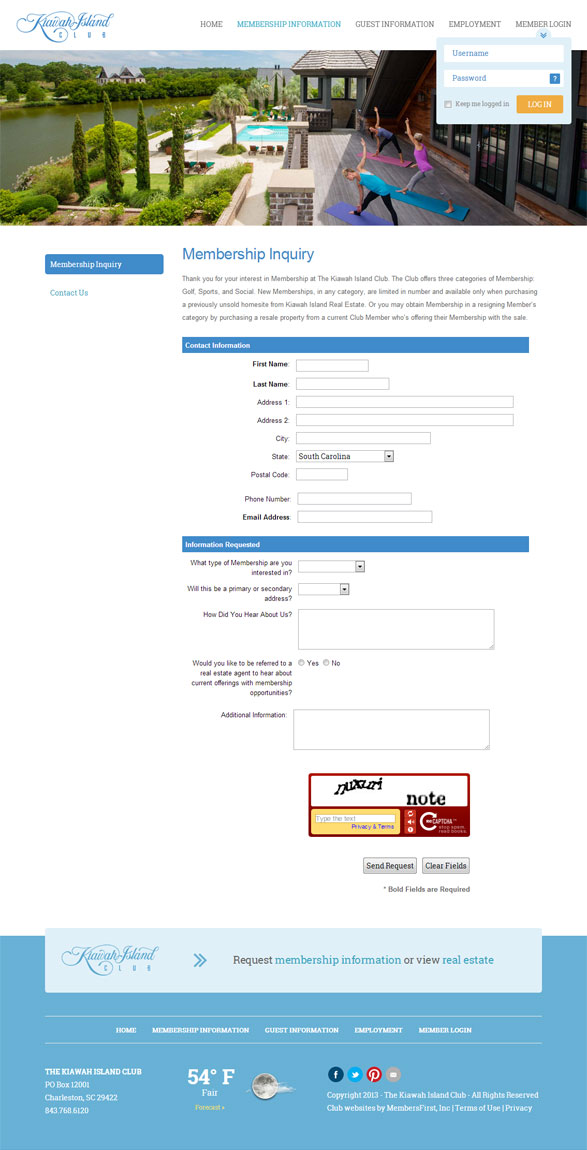 Kiawah Island
CLUB
HOME MEMBERSHIP INFORMATION GUEST INFORMATION EMPLOYMENT MEMBER LOGIN
Username
Password ?
Keep me logged in LOG IN
Membership Inquiry
Contact Us
Membership Inquiry
Thank you for your interest in Membership at The Kiawah Island Club. The Club offers three categories of Membership:
Golf, Sports, and Social. New Memberships, in any category, are limited in number and available only when purchasing
a previously unsold homesite from Kiawah Island Real Estate. Or you may obtain Membership in a resigning Member's
category by purchasing a resale property from a current Club Member who's offering their Membership with the sale.
Contact Information
First Name:
Last Name:
Address 1:
Address 2:
City:
State: South Carolina
Postal Code:
Phone Number:
Email Address:
Information Requested
What type of Membership are you
interested in?
Will this be a primary or secondary
address?
How Did You Hear About Us?
Would you like to be referred to a Yes No
real estate agent to hear about
current offerings with membership
opportunities?
Additional Information:
nuxuri note
Type the text
Privacy & Terms
reCAPTCHA™
stop spam.
read books.
Send Request Clear Fields
* Bold Fields are Required
Kiawah Island
CLUB
Request membership information or view real estate
HOME MEMBERSHIP INFORMATION GUEST INFORMATION EMPLOYMENT MEMBER LOGIN
THE KIAWAH ISLAND CLUB
PO Box 12001
Charleston, SC 29422
843.768.6120
54° F
Fair
Forecast »
Copyright 2013 - The Kiawah Island Club - All Rights Reserved
Club websites by MembersFirst, Inc | Terms of Use | Privacy